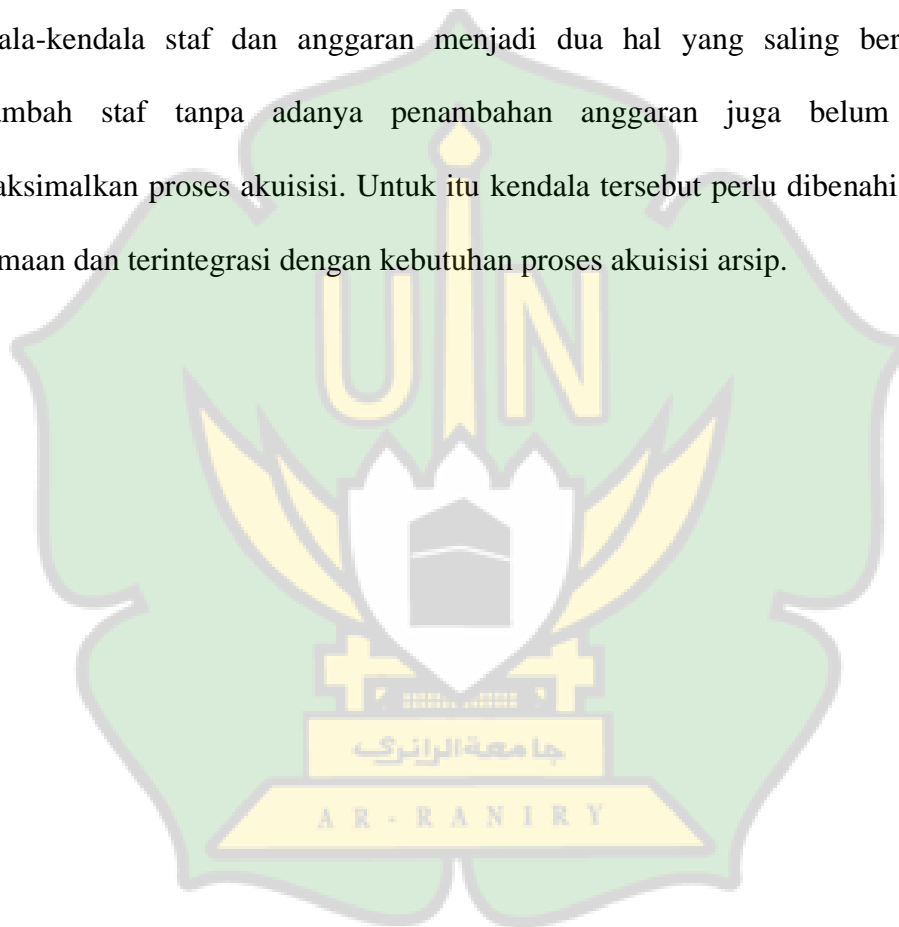 ala-kendala staf dan anggaran menjadi dua hal yang saling ber
mbah staf tanpa adanya penambahan anggaran juga belum
aksimalkan proses akuisisi. Untuk itu kendala tersebut perlu dibenahi
maan dan terintegrasi dengan kebutuhan proses akuisisi arsip.
UIN
جامعة الرانري
AR-RANIRY